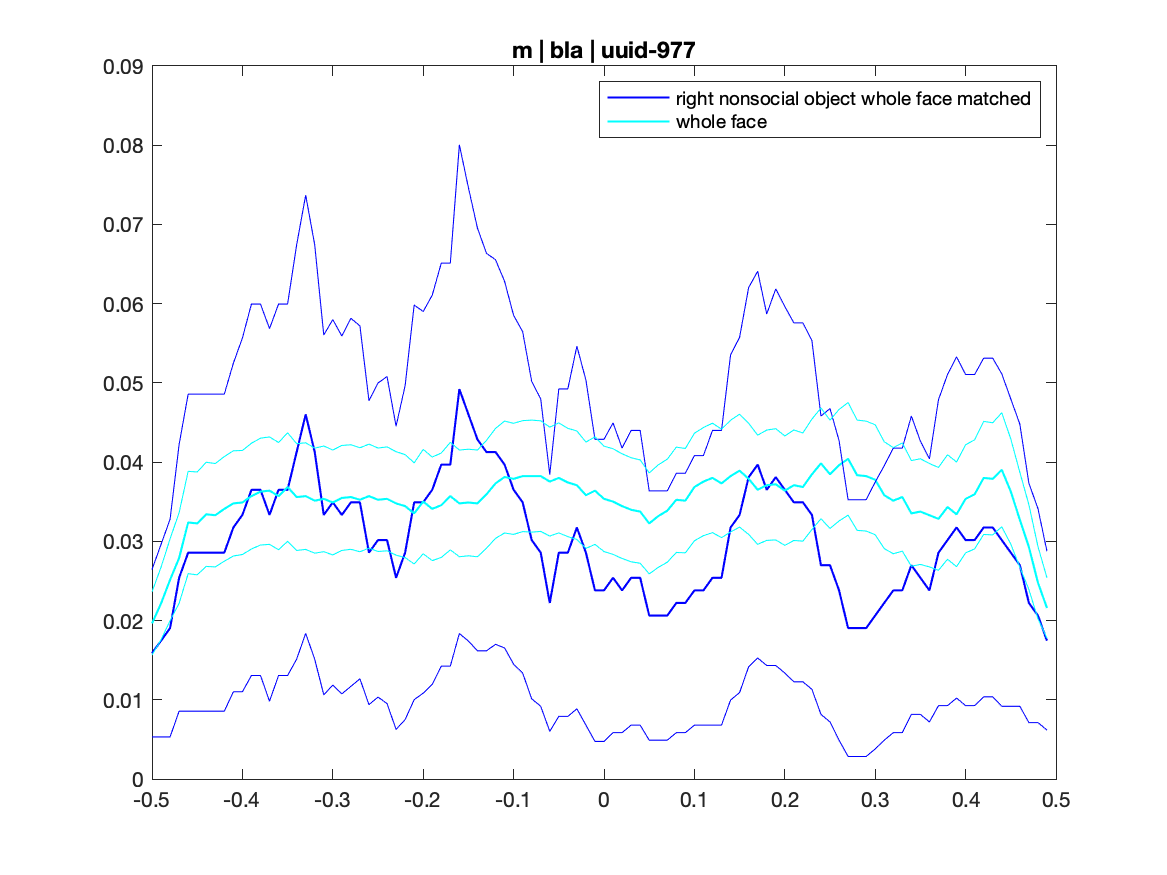 m | bla | uuid-977
right nonsocial object whole face matched
whole face
0.09
0.08
0.07
0.06
0.05
0.04
0.03
0.02
0.01
0
-0.5 -0.4 -0.3 -0.2 -0.1 0 0.1 0.2 0.3 0.4 0.5